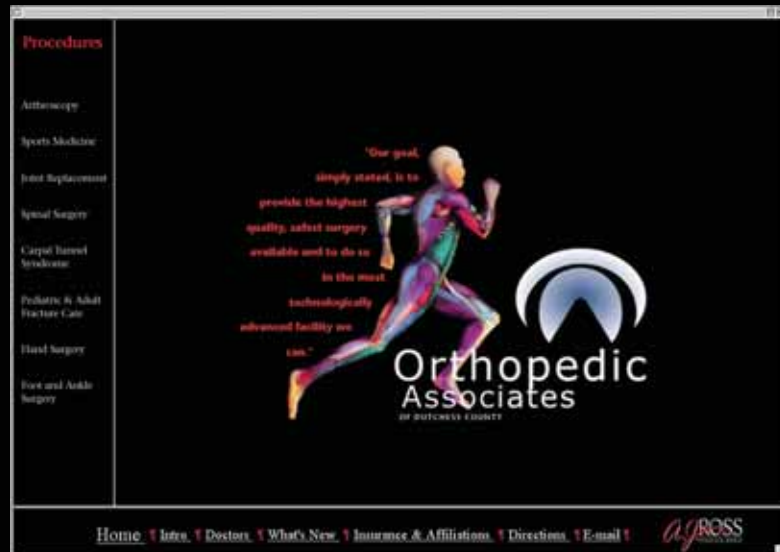 Procedures
Arthroscopy
Sports Medicine
Joint Replacement
Spinal Surgery
Carpal Tunnel
Syndrome
Pediatric & Adult
Fracture Care
Hand Surgery
Foot and Ankle
Surgery
"Our goal,
simply stated, is to
provide the highest
quality, safest surgery
available and to do so
in the most
technologically
advanced facility we
can."
Orthopedic
Associates
OF DUTCHESS COUNTY
Home ¶ Intro ¶ Doctors ¶ What's New ¶ Insurance & Affiliations ¶ Directions ¶ E-mail ¶
ROSS